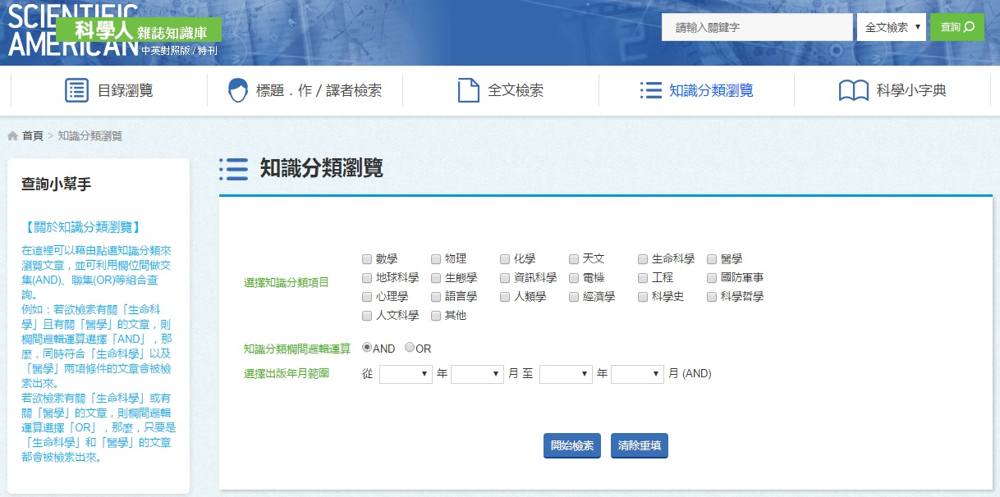 SCIENTIFIC
科學人 雜誌知識庫
AMERICAN 中英對照版/特刊
請輸入關鍵字 全文檢索 查詢
目錄瀏覽 標題．作 / 譯者檢索 全文檢索 知識分類瀏覽 科學小字典
首頁 > 知識分類瀏覽
查詢小幫手
【關於知識分類瀏覽】
在這裡可以藉由點選知識分類來
瀏覽文章，並可利用欄位間做交
集(AND)、聯集(OR)等組合查
詢。
例如：若欲檢索有關「生命科
學」且有關「醫學」的文章，則
欄間邏輯運算選擇「AND」，那
麼，同時符合「生命科學」以及
「醫學」兩項條件的文章會被檢
索出來。
若欲檢索有關「生命科學」或有
關「醫學」的文章，則欄間邏輯
運算選擇「OR」，那麼，只要是
「生命科學」和「醫學」的文章
都會被檢索出來。
知識分類瀏覽
選擇知識分類項目
數學 物理 化學 天文 生命科學 醫學
地球科學 生態學 資訊科學 電機 工程 國防軍事
心理學 語言學 人類學 經濟學 科學史 科學哲學
人文科學 其他
知識分類欄間邏輯運算 AND OR
選擇出版年月範圍 從 年 月 至 年 月 (AND)
開始檢索 清除重填